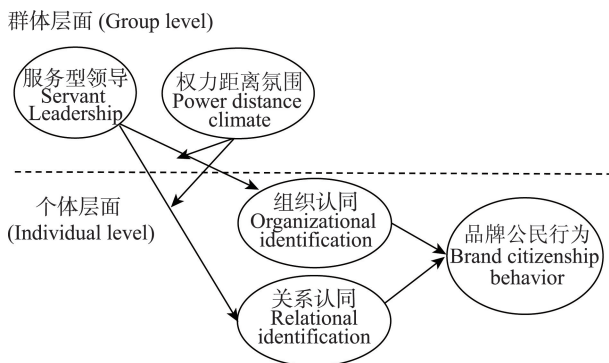 群体层面 (Group level)
服务型领导
Servant
Leadership
权力距离氛围
Power distance
climate
个体层面
(Individual level)
组织认同
Organizational
identification
品牌公民行为
Brand citizenship
behavior
关系认同
Relational
identification